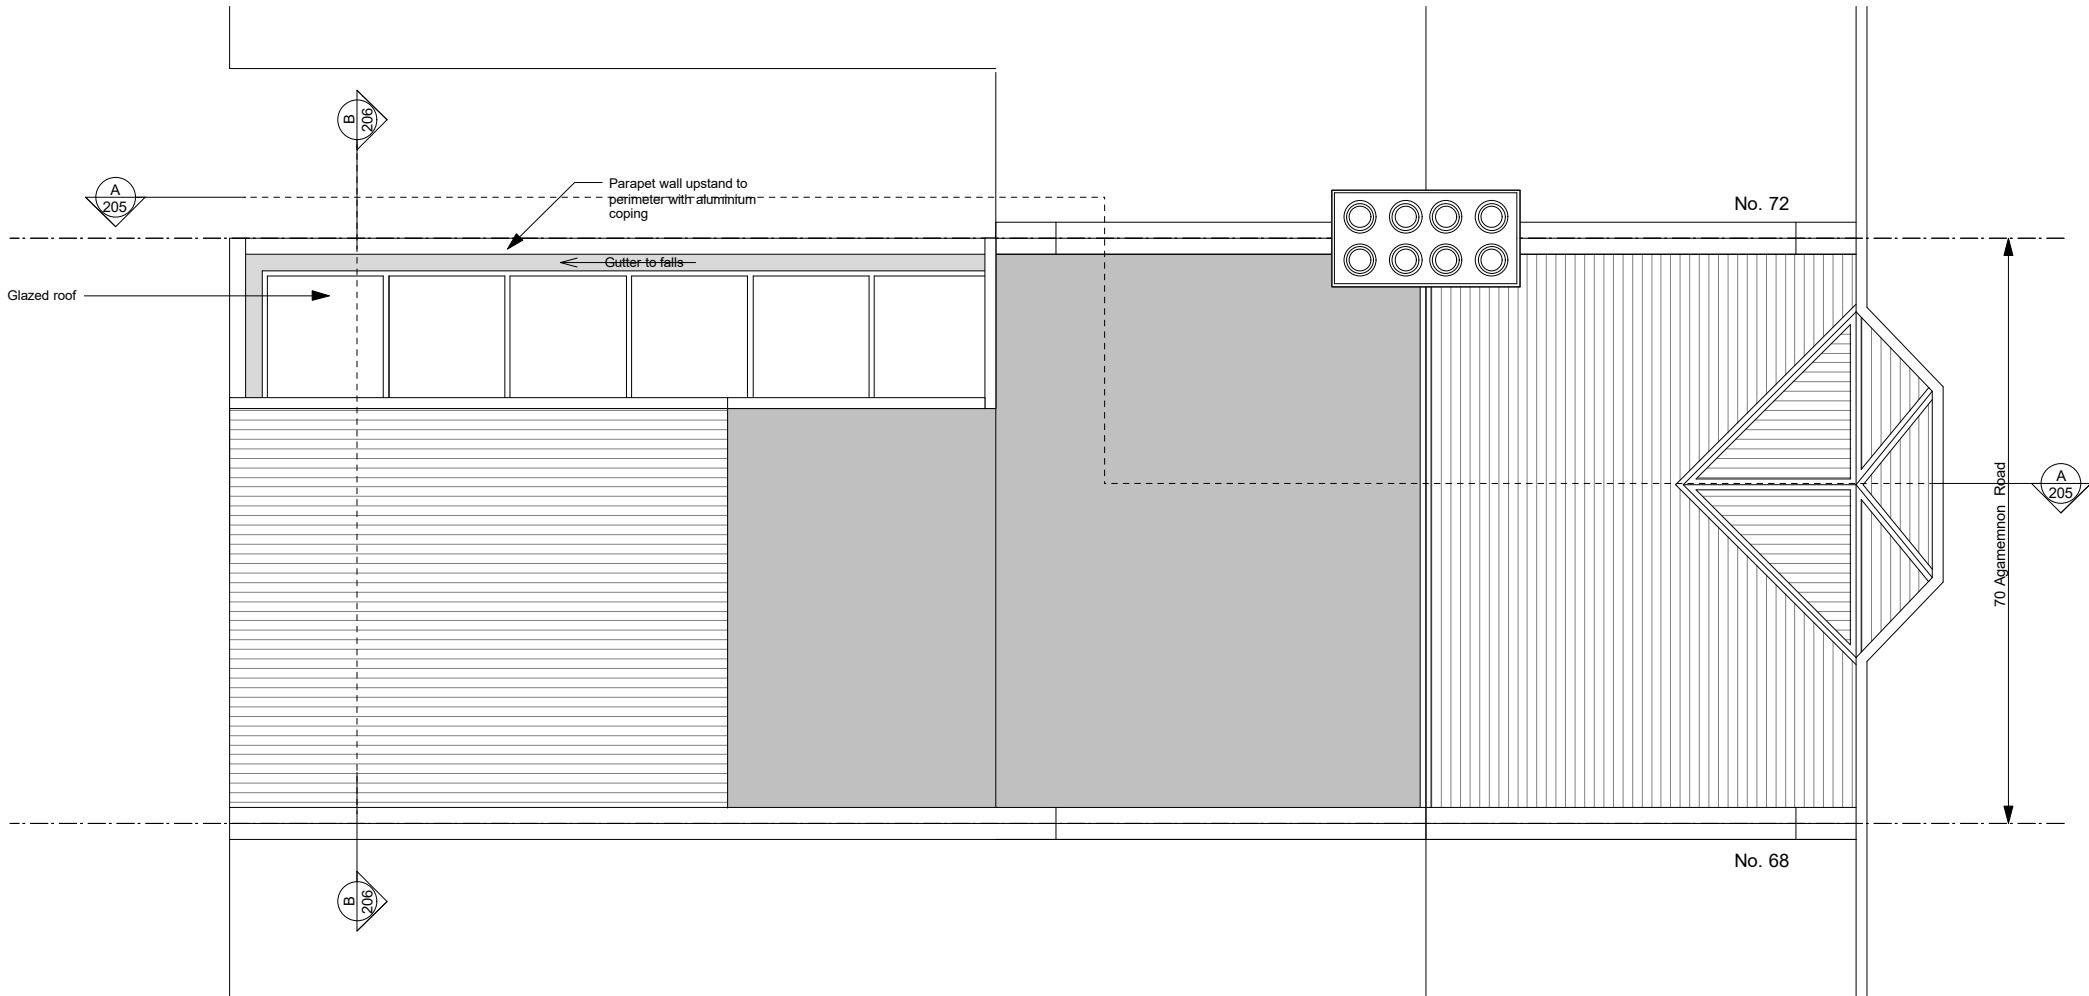 B
206
A
205
Parapet wall upstand to
perimeter with aluminium
coping
No. 72
Gutter to falls
Glazed roof
70 Agamemnon Road
A
205
No. 68
B
206